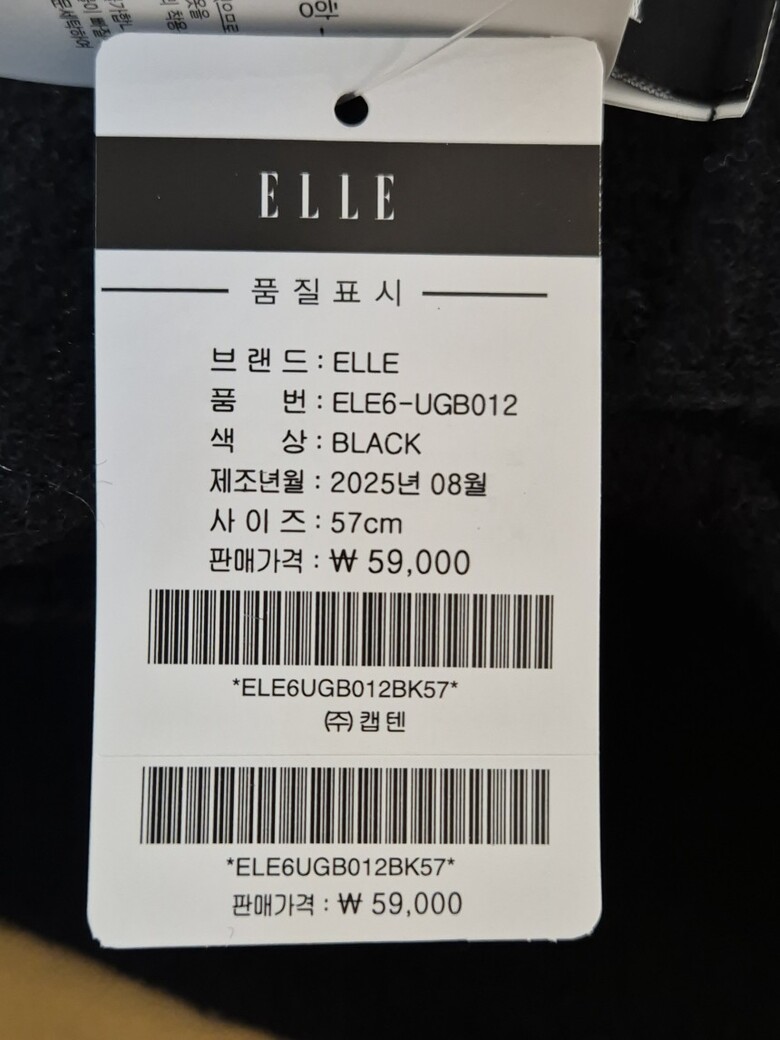 ELLE
품질표시
브랜드 : ELLE
품 번 : ELE6-UGB012
색 상 : BLACK
제조년월 : 2025년 08월
사이즈 : 57cm
판매가격 : ₩ 59,000
*ELE6UGB012BK57*
㈜캡텐
*ELE6UGB012BK57*
판매가격 : ₩ 59,000